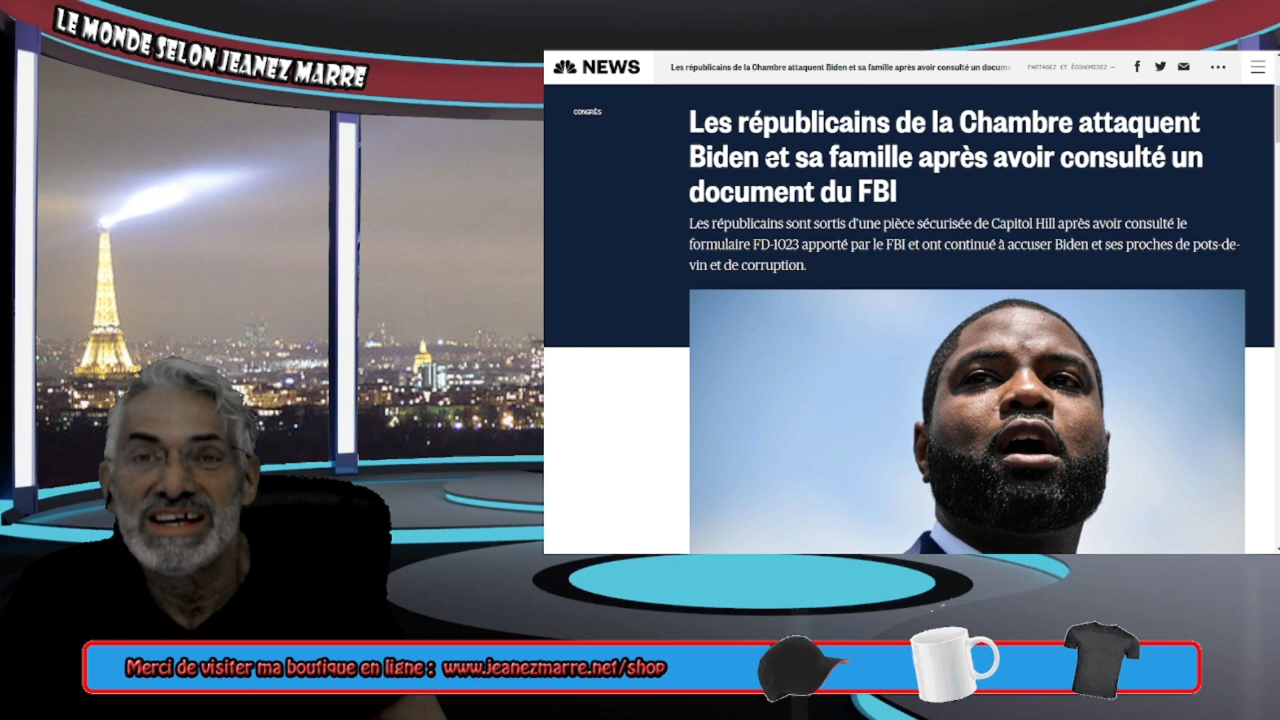 LE MONDE SELON JEANEZ MARRE
NEWS
Les républicains de la Chambre attaquent Biden et sa famille après avoir consulté un docum
PARTAGEZ ET ÉCONOMISEZ —
CONGRÈS
Les républicains de la Chambre attaquent
Biden et sa famille après avoir consulté un
document du FBI
Les républicains sont sortis d'une pièce sécurisée de Capitol Hill après avoir consulté le
formulaire FD-1023 apporté par le FBI et ont continué à accuser Biden et ses proches de pots-de-
vin et de corruption.
Merci de visiter ma boutique en ligne : www.jeanezmarre.net/shop